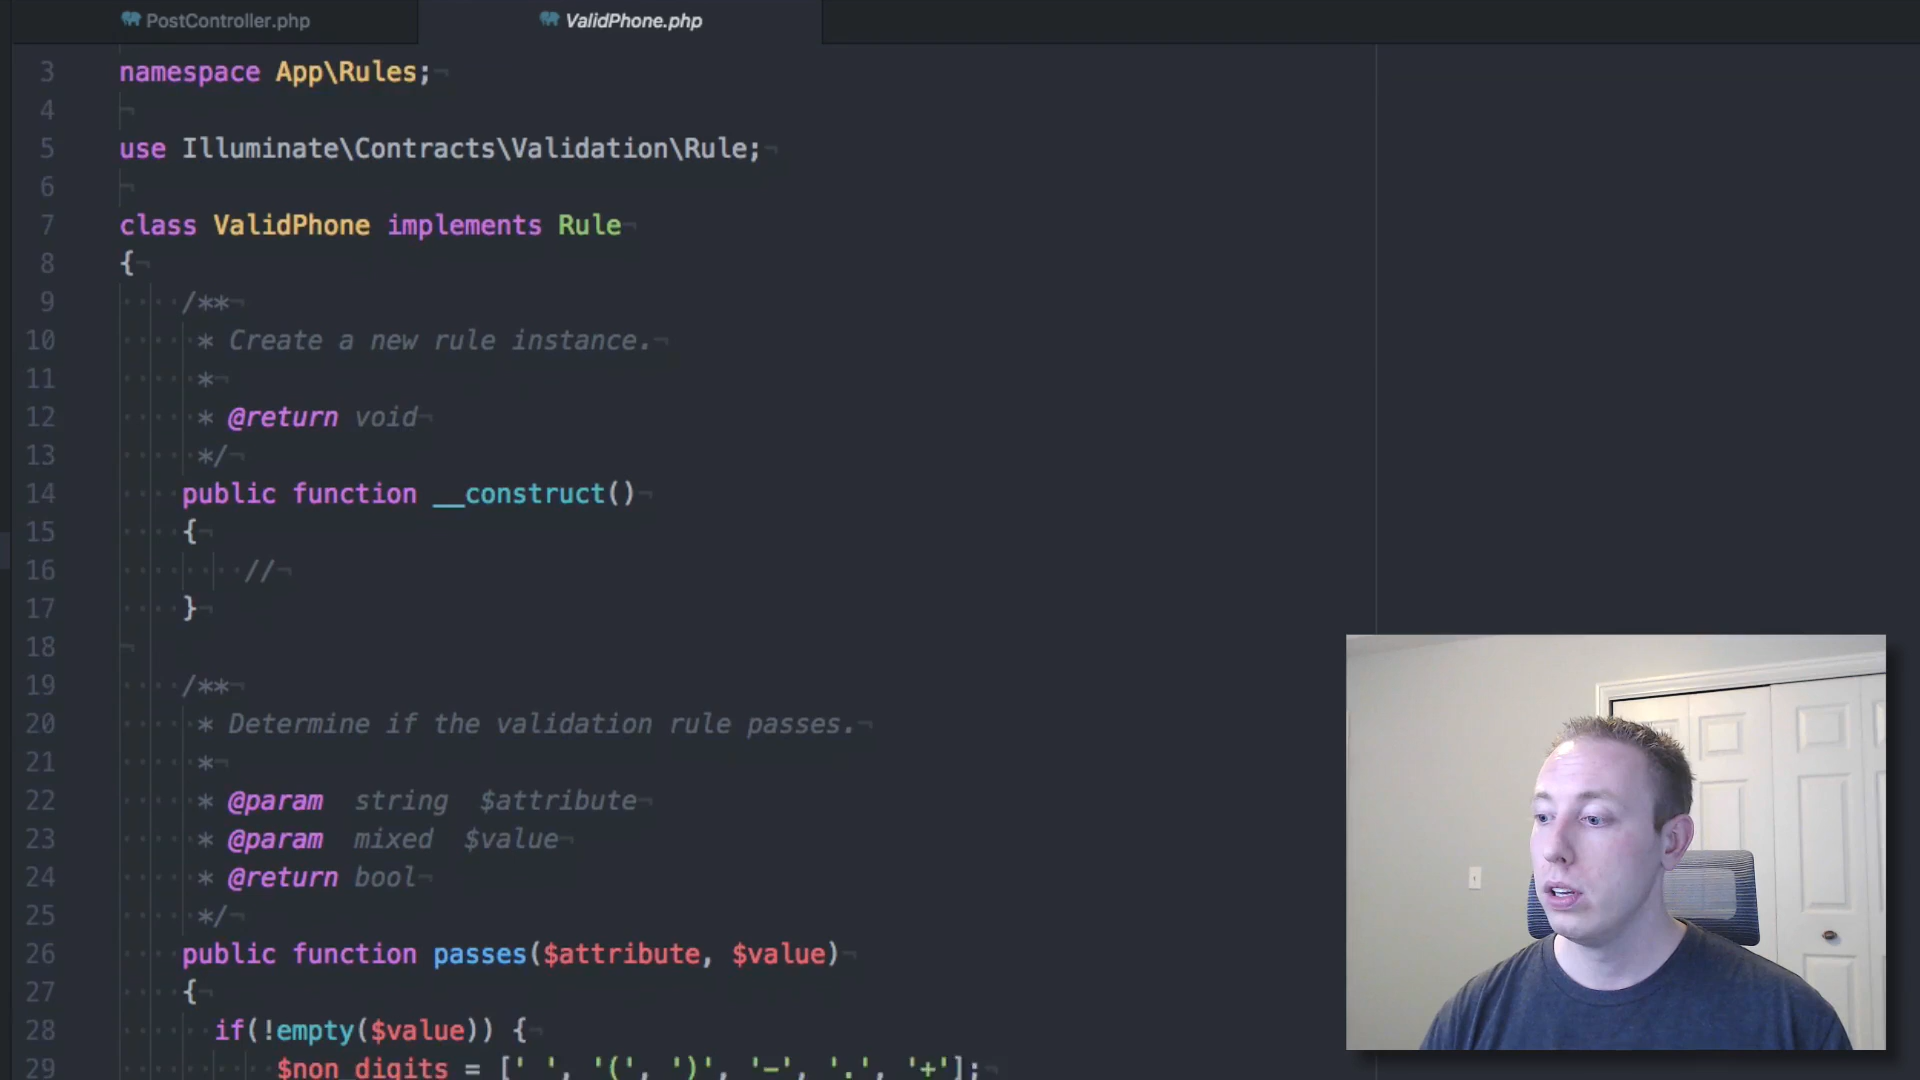 PostController.php
ValidPhone.php
3 namespace App\Rules;
4
5 use Illuminate\Contracts\Validation\Rule;
6
7 class ValidPhone implements Rule
8 {
9 /**
10 * Create a new rule instance.
11 *
12 * @return void
13 */
14 public function __construct()
15 {
16 //
17 }
18
19 /**
20 * Determine if the validation rule passes.
21 *
22 * @param string $attribute
23 * @param mixed $value
24 * @return bool
25 */
26 public function passes($attribute, $value)
27 {
28 if(!empty($value)) {
29 $non_digits = [' ', '(', ')', '-', '.', '+'];